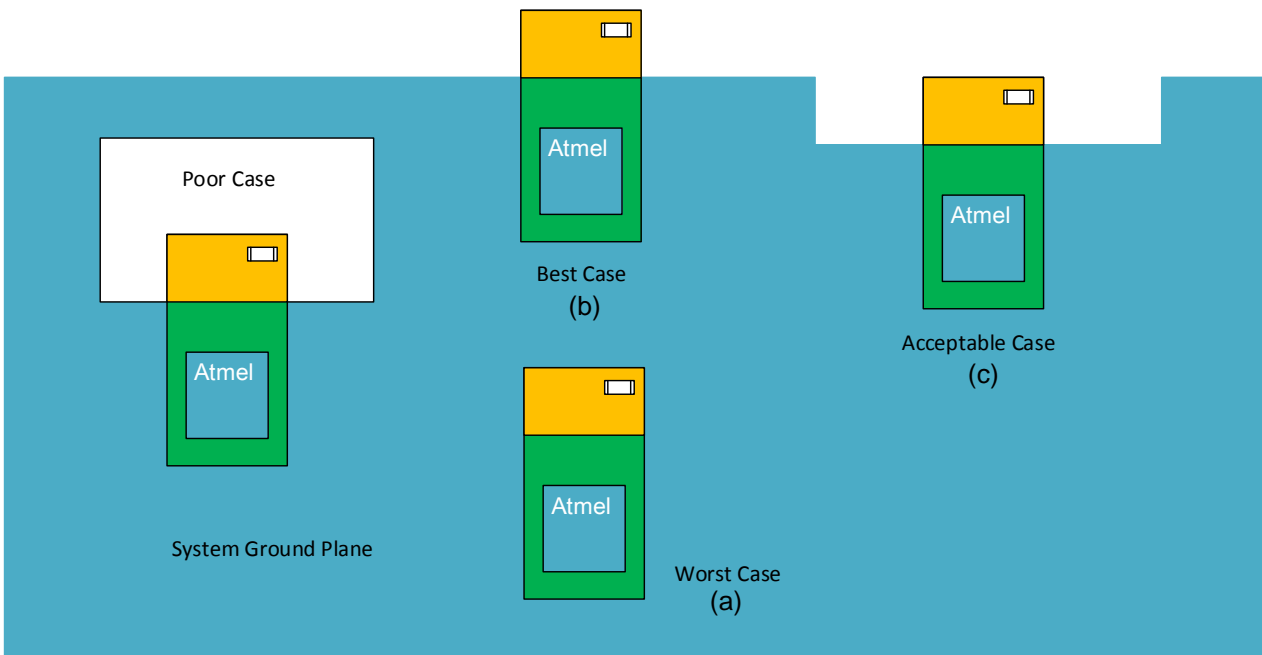 Poor Case
Atmel
System Ground Plane
Atmel
Best Case
(b)
Atmel
Worst Case
(a)
Atmel
Acceptable Case
(c)